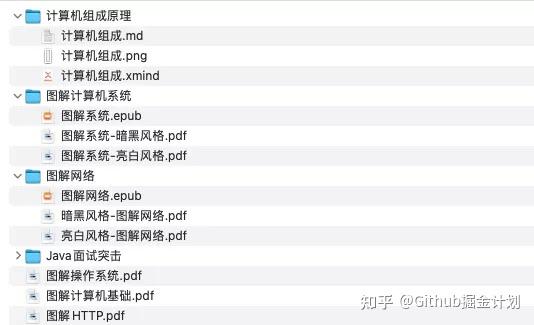 计算机组成原理
计算机组成.md
计算机组成.png
计算机组成.xmind
图解计算机系统
图解系统.epub
图解系统-暗黑风格.pdf
图解系统-亮白风格.pdf
图解网络
图解网络.epub
暗黑风格-图解网络.pdf
亮白风格-图解网络.pdf
Java面试突击
图解操作系统.pdf
图解计算机基础.pdf
图解HTTP.pdf
知乎 @Github掘金计划